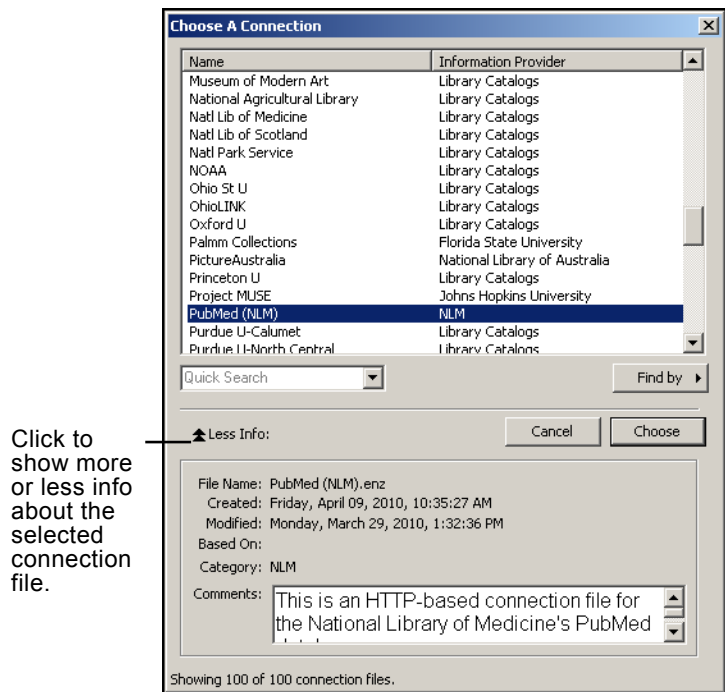 Choose A Connection
Name Information Provider
Museum of Modern Art Library Catalogs
National Agricultural Library Library Catalogs
Natl Lib of Medicine Library Catalogs
Natl Lib of Scotland Library Catalogs
Natl Park Service Library Catalogs
NOAA Library Catalogs
Ohio St U Library Catalogs
OhioLINK Library Catalogs
Oxford U Library Catalogs
Palmm Collections Florida State University
PictureAustralia National Library of Australia
Princeton U Library Catalogs
Project MUSE Johns Hopkins University
PubMed (NLM) NLM
Purdue U-Calumet Library Catalogs
Purdue U-North Central Library Catalogs
Quick Search Find by
Less Info: Cancel Choose
Click to
show more
or less info
about the
selected
connection
file.
File Name: PubMed (NLM).enz
Created: Friday, April 09, 2010, 10:35:27 AM
Modified: Monday, March 29, 2010, 1:32:36 PM
Based On:
Category: NLM
Comments: This is an HTTP-based connection file for
the National Library of Medicine's PubMed
Showing 100 of 100 connection files.